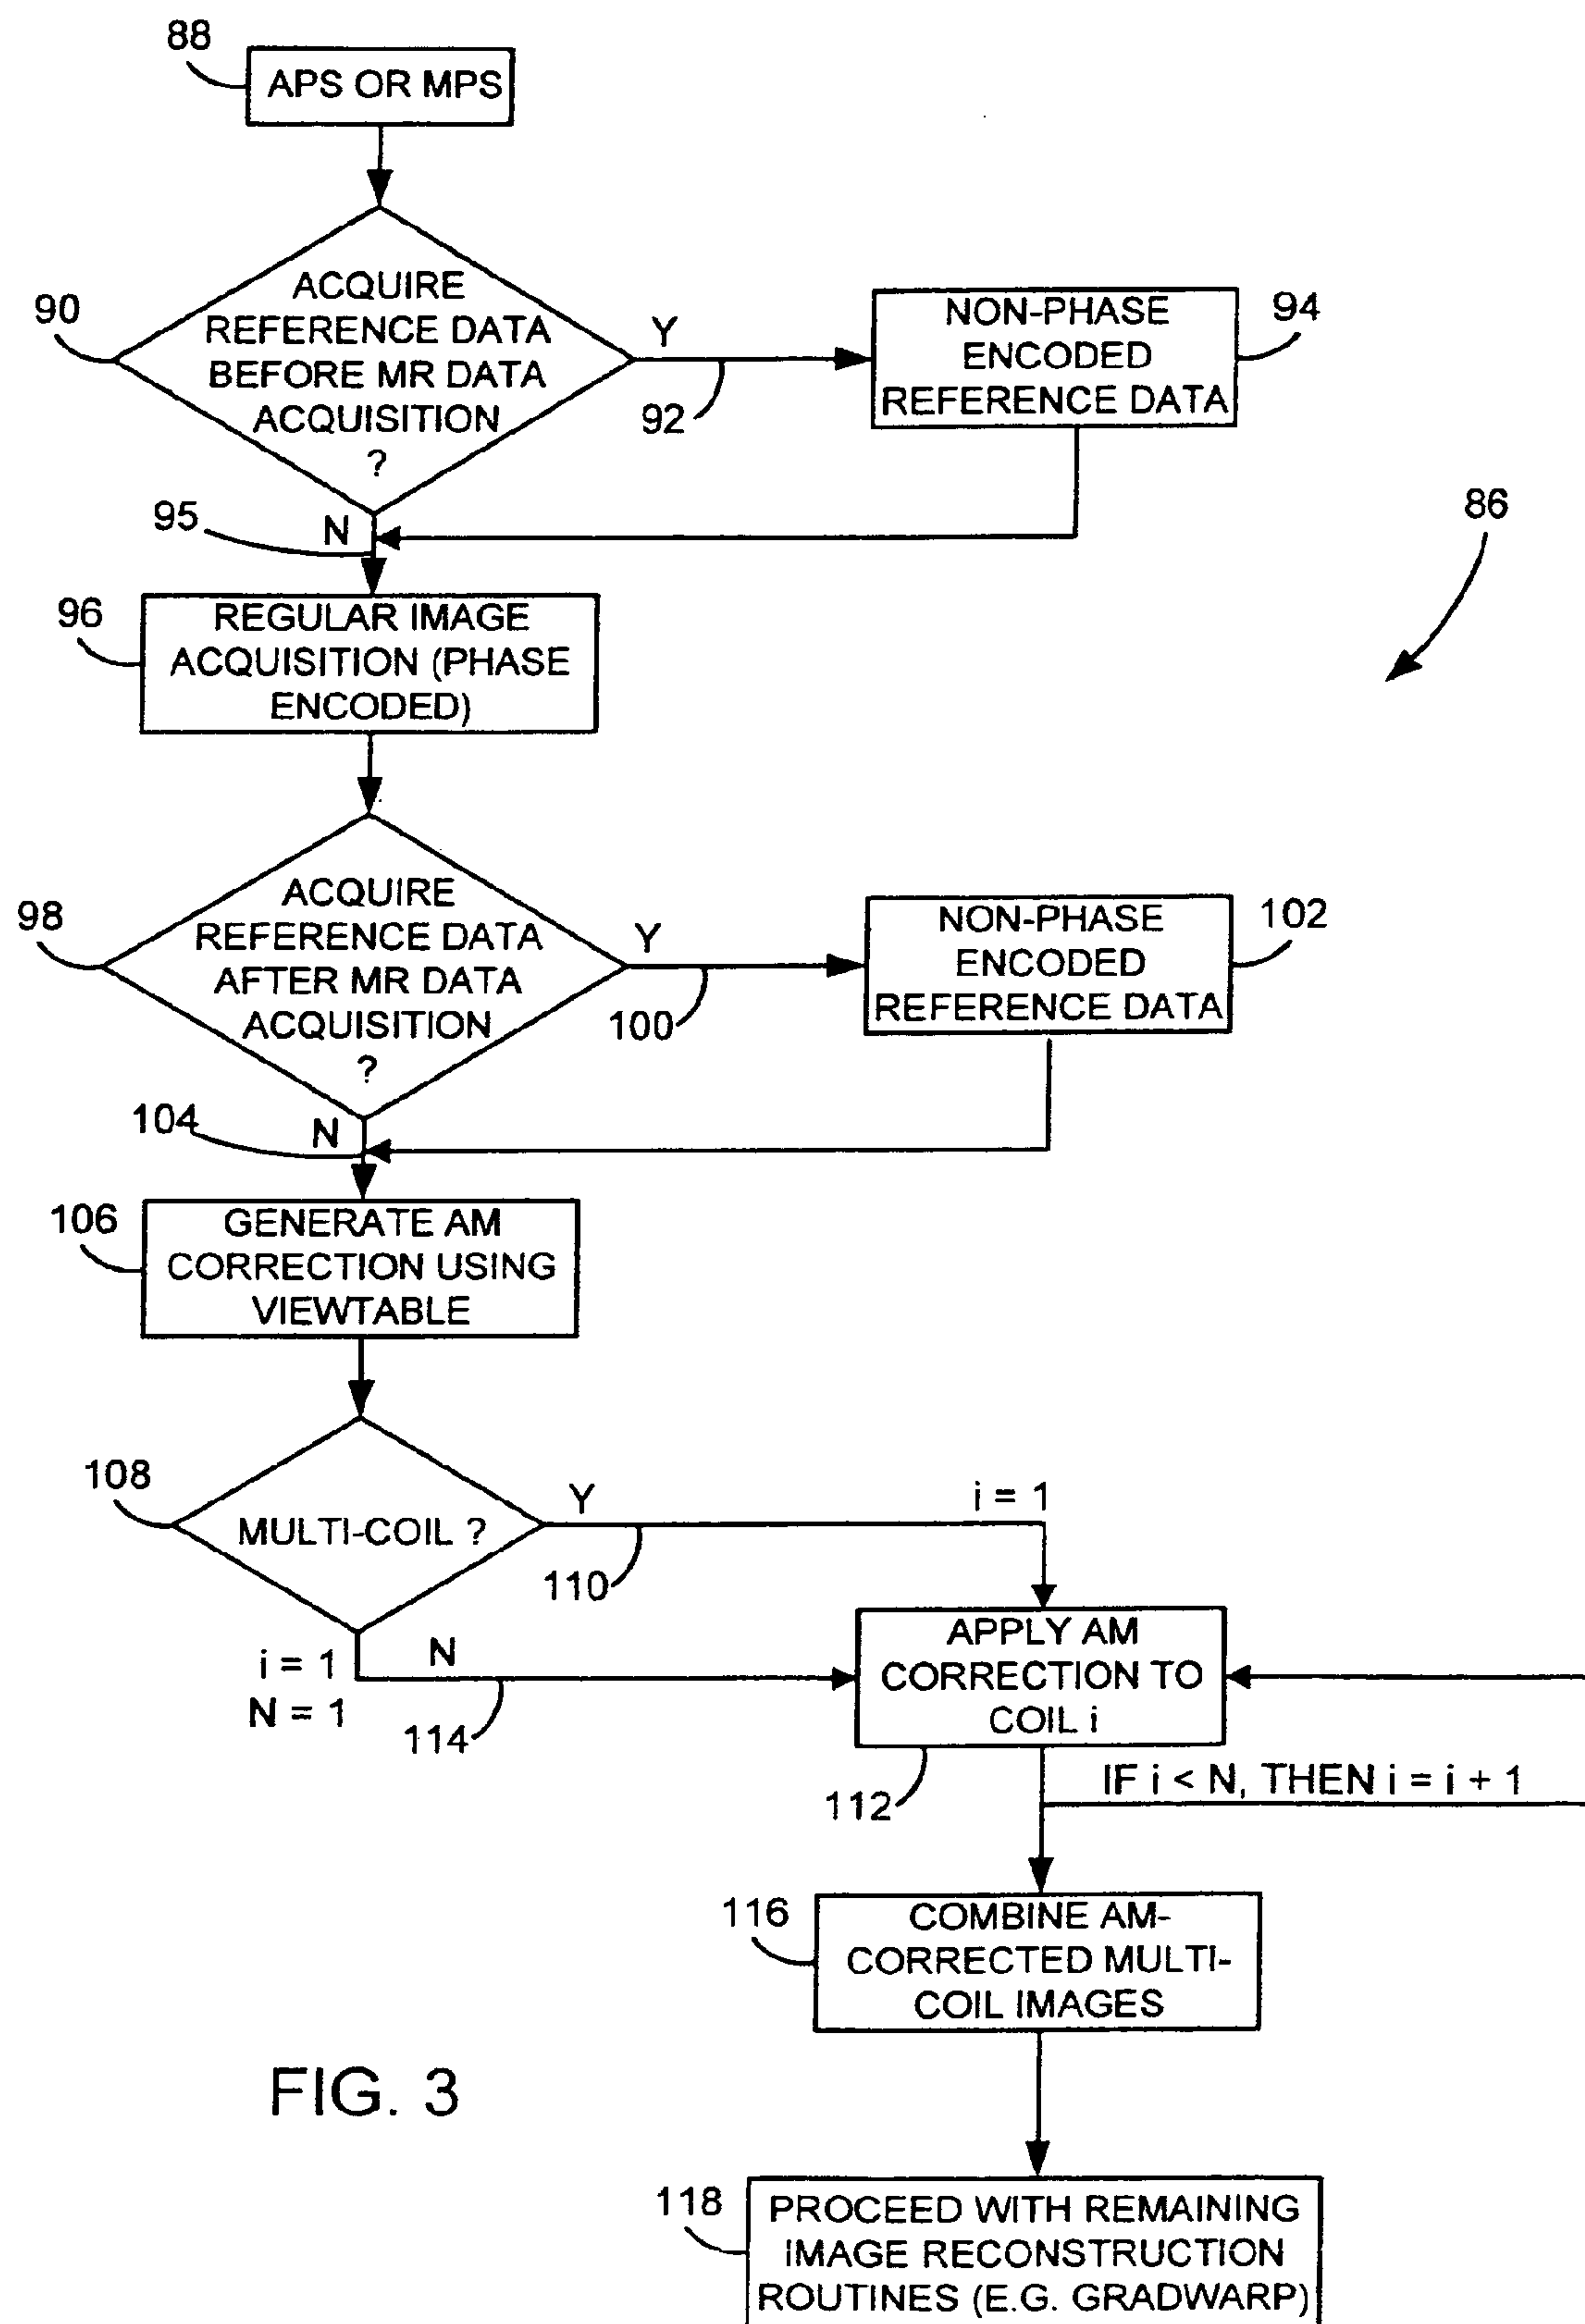 88
APS OR MPS
90
ACQUIRE
REFERENCE DATA
BEFORE MR DATA
ACQUISITION
?
Y
92
NON-PHASE
ENCODED
REFERENCE DATA
94
95
N
86
96
REGULAR IMAGE
ACQUISITION (PHASE
ENCODED)
98
ACQUIRE
REFERENCE DATA
AFTER MR DATA
ACQUISITION
?
Y
100
NON-PHASE
ENCODED
REFERENCE DATA
102
104
N
106
GENERATE AM
CORRECTION USING
VIEWTABLE
108
MULTI-COIL ?
Y
110
i = 1
i = 1
N = 1
N
114
APPLY AM
CORRECTION TO
COIL i
112
IF i < N, THEN i = i + 1
116
COMBINE AM-
CORRECTED MULTI-
COIL IMAGES
FIG. 3
118
PROCEED WITH REMAINING
IMAGE RECONSTRUCTION
ROUTINES (E.G. GRADWARP)